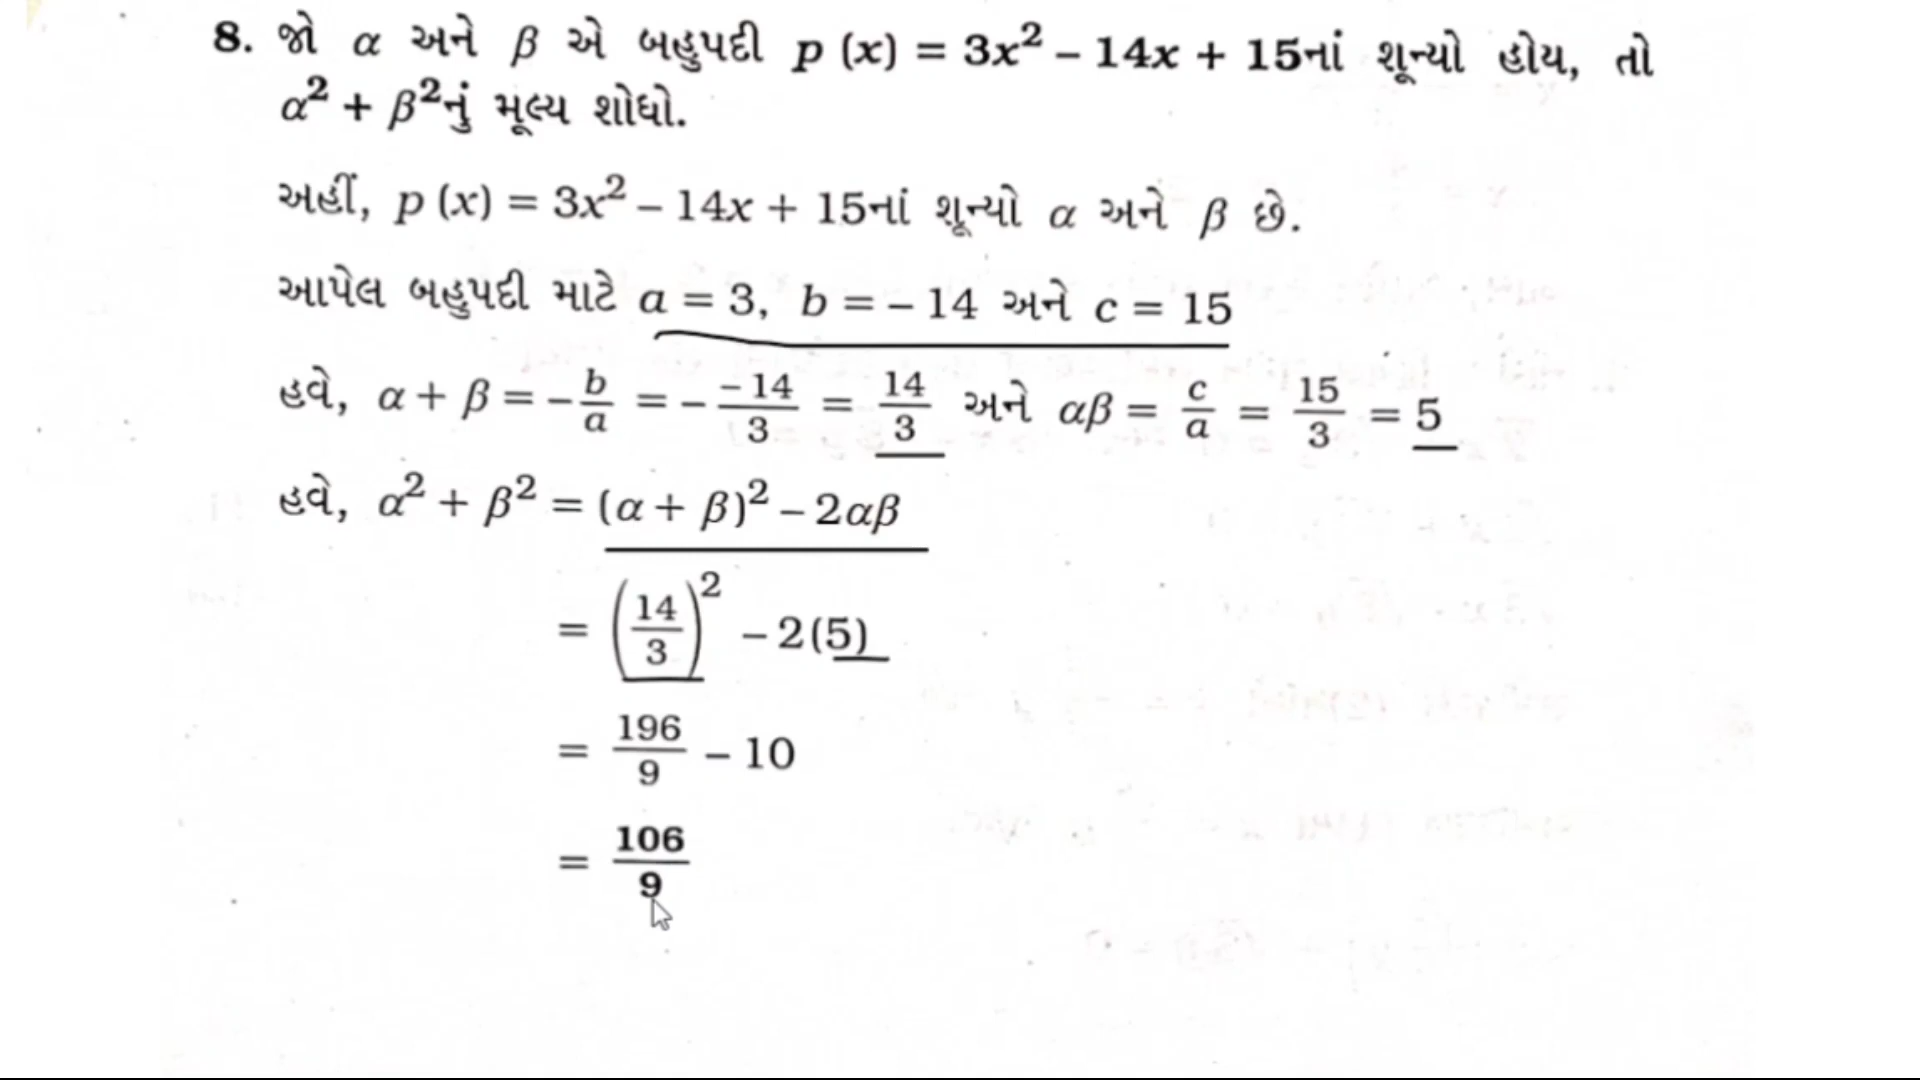 8. જો α અને β એ બહુપદી p (x) = 3x² – 14x + 15નાં શૂન્યો હોય, તો
α² + β²નું મૂલ્ય શોધો.
અહીં, p (x) = 3x² – 14x + 15નાં શૂન્યો α અને β છે.
આપેલ બહુપદી માટે a = 3, b = – 14 અને c = 15
હવે, α + β = – b/a = – –14/3 = 14/3 અને αβ = c/a = 15/3 = 5
હવે, α² + β² = (α + β)² – 2αβ
= (14/3)² – 2(5)
= 196/9 – 10
= 106/9